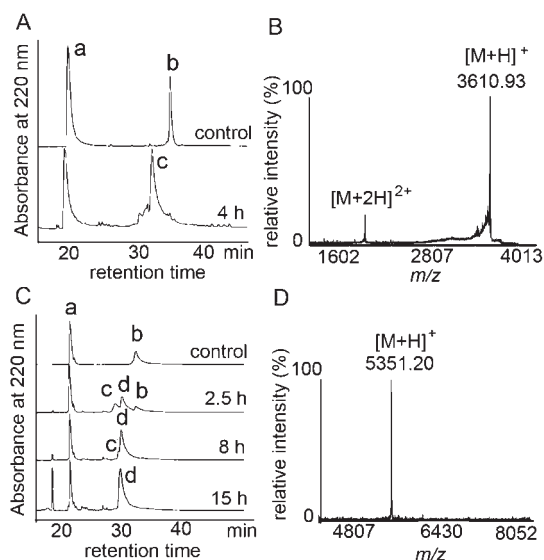 A
Absorbance at 220 nm
a
b
control
c
4 h
20 30 40 min
retention time
B
relative intensity (%)
100
0
[M+H]+
3610.93
[M+2H]2+
1602 2807 4013
m/z
C
Absorbance at 220 nm
a
b
control
c d b
2.5 h
d
c
8 h
d
15 h
20 30 40 min
retention time
D
relative intensity (%)
100
0
[M+H]+
5351.20
4807 6430 8052
m/z